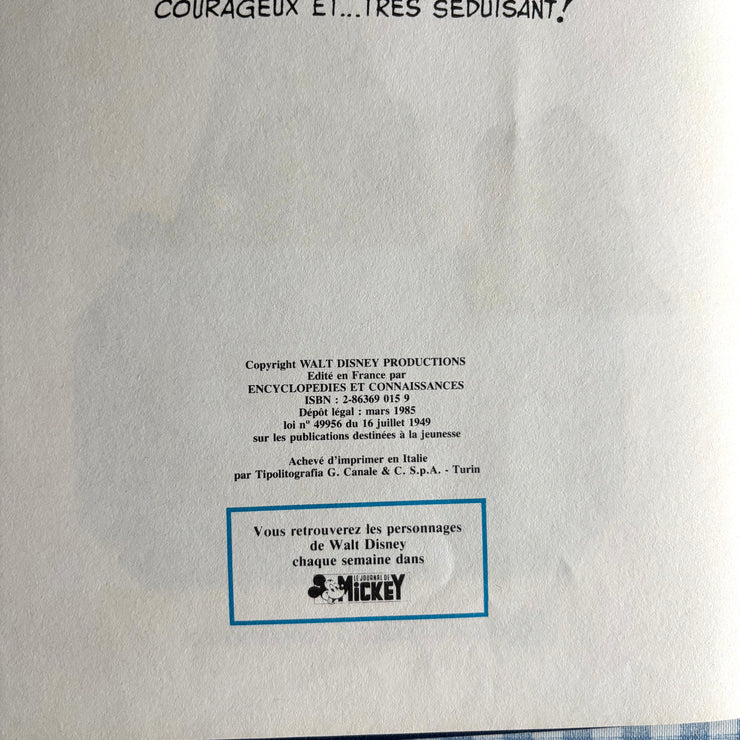 COURAGEUX ET...TRÈS SÉDUISANT!
Copyright WALT DISNEY PRODUCTIONS
Edité en France par
ENCYCLOPEDIES ET CONNAISSANCES
ISBN : 2-86369 015 9
Dépôt légal : mars 1985
loi n° 49956 du 16 juillet 1949
sur les publications destinées à la jeunesse
Achevé d'imprimer en Italie
par Tipolitografia G. Canale & C. S.p.A. - Turin
Vous retrouverez les personnages
de Walt Disney
chaque semaine dans
LE JOURNAL DE
MiCKEY